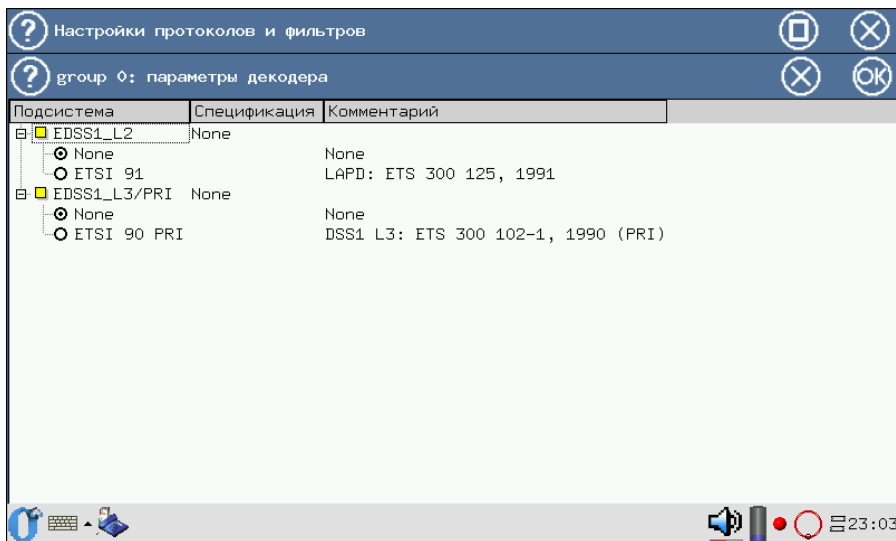 Настройки протоколов и фильтров
group 0: параметры декодера
OK
Подсистема Спецификация Комментарий
EDSS1_L2 None
None None
ETSI 91 LAPD: ETS 300 125, 1991
EDSS1_L3/PRI None
None None
ETSI 90 PRI DSS1 L3: ETS 300 102-1, 1990 (PRI)
23:03